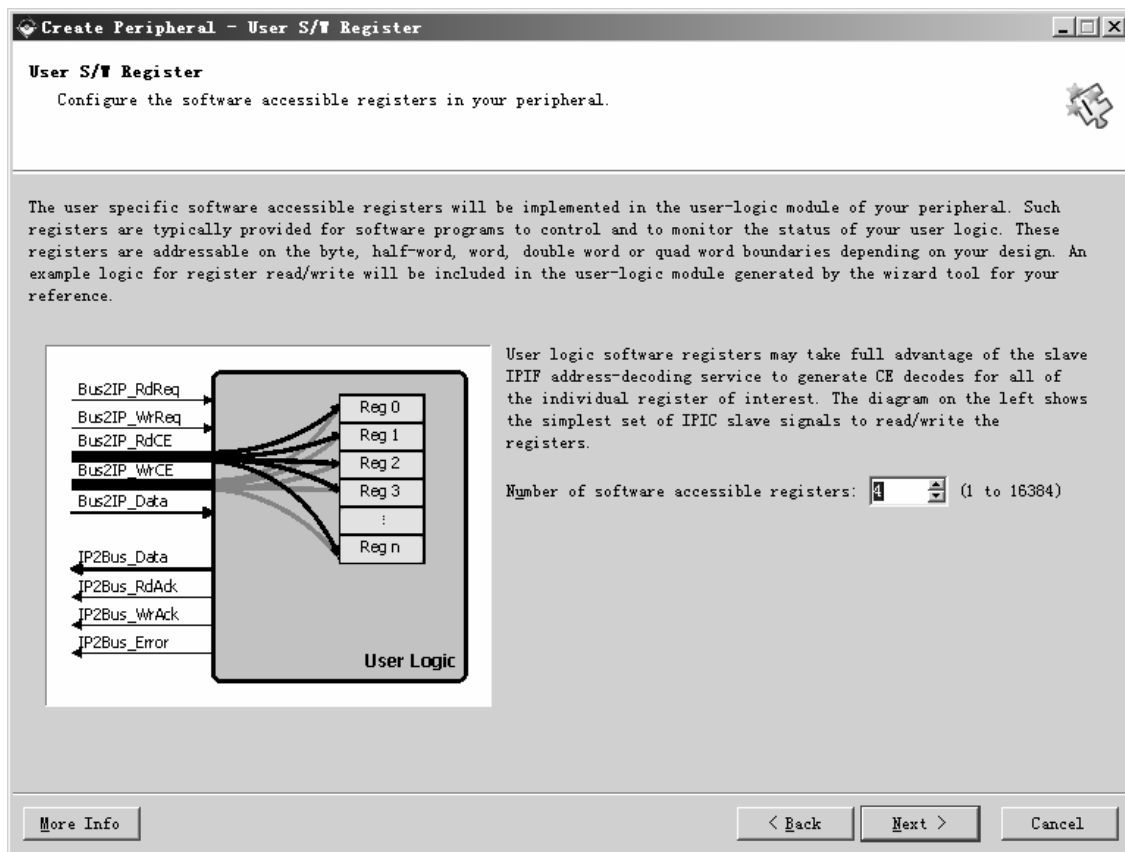 Create Peripheral - User S/W Register
User S/W Register
Configure the software accessible registers in your peripheral.
The user specific software accessible registers will be implemented in the user-logic module of your peripheral. Such
registers are typically provided for software programs to control and to monitor the status of your user logic. These
registers are addressable on the byte, half-word, word, double word or quad word boundaries depending on your design. An
example logic for register read/write will be included in the user-logic module generated by the wizard tool for your
reference.
Bus2IP_RdReq
Bus2IP_WrReq
Bus2IP_RdCE
Bus2IP_WrCE
Bus2IP_Data
IP2Bus_Data
IP2Bus_RdAck
IP2Bus_WrAck
IP2Bus_Error
Reg 0
Reg 1
Reg 2
Reg 3
⋮
Reg n
User Logic
User logic software registers may take full advantage of the slave
IPIF address-decoding service to generate CE decodes for all of
the individual register of interest. The diagram on the left shows
the simplest set of IPIC slave signals to read/write the
registers.
Number of software accessible registers: 4 (1 to 16384)
More Info
< Back
Next >
Cancel